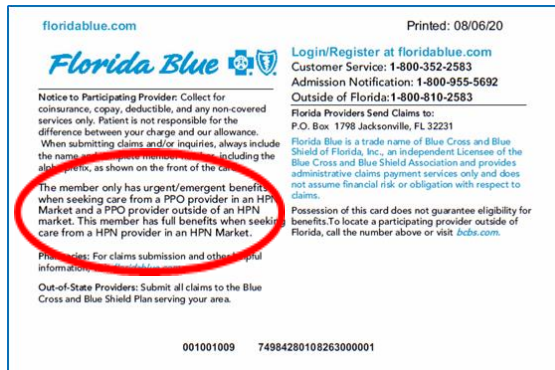 floridablue.com
Printed: 08/06/20
Florida Blue
Notice to Participating Provider: Collect for
coinsurance, copay, deductible, and any non-covered
services only. Patient is not responsible for the
difference between your charge and our allowance.
When submitting claims and/or inquiries, always include
the name and complete member number, including the
alpha prefix, as shown on the front of the card.
The member only has urgent/emergent benefits
when seeking care from a PPO provider in an HPN
Market and a PPO provider outside of an HPN
market. This member has full benefits when seeking
care from a HPN provider in an HPN Market.
Pharmacies: For claims submission and other helpful
information, floridablue.com
Out-of-State Providers: Submit all claims to the Blue
Cross and Blue Shield Plan serving your area.
Login/Register at floridablue.com
Customer Service: 1-800-352-2583
Admission Notification: 1-800-955-5692
Outside of Florida:1-800-810-2583
Florida Providers Send Claims to:
P.O. Box 1798 Jacksonville, FL 32231
Florida Blue is a trade name of Blue Cross and Blue
Shield of Florida, Inc., an independent Licensee of the
Blue Cross and Blue Shield Association and provides
administrative claims payment services only and does
not assume financial risk or obligation with respect to
claims.
Possession of this card does not guarantee eligibility for
benefits.To locate a participating provider outside of
Florida, call the number above or visit bcbs.com.
001001009 74984280108263000001